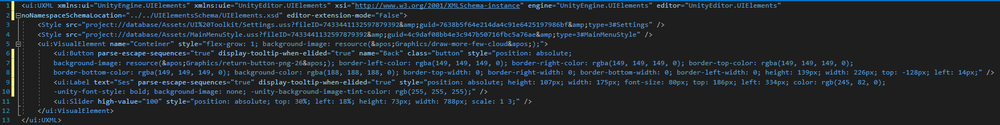 1 <ui:UXML xmlns:ui="UnityEngine.UIElements" xmlns:uie="UnityEditor.UIElements" xsi="http://www.w3.org/2001/XMLSchema-instance" engine="UnityEngine.UIElements" editor="UnityEditor.UIElements"
2 noNamespaceSchemaLocation="../../UIElementsSchema/UIElements.xsd" editor-extension-mode="False">
3 <Style src="project://database/Assets/UI%20Toolkit/Settings.uss?fileID=7433441132597879392&amp;guid=7638b5f64e214da4c91e6425197986bf&amp;type=3#Settings" />
4 <Style src="project://database/Assets/MainMenuStyle.uss?fileID=7433441132597879392&amp;guid=4c9daf08bb4e3c947b50716fbc5a76ae&amp;type=3#MainMenuStyle" />
5 <ui:VisualElement name="Conteiner" style="flex-grow: 1; background-image: resource(&apos;Graphics/draw-more-few-cloud&apos;);">
6 <ui:Button parse-escape-sequences="true" display-tooltip-when-elided="true" name="Back" class="button" style="position: absolute;
7 background-image: resource(&apos;Graphics/return-button-png-26&apos;); border-left-color: rgba(149, 149, 149, 0); border-right-color: rgba(149, 149, 149, 0); border-top-color: rgba(149, 149, 149, 0);
8 border-bottom-color: rgba(149, 149, 149, 0); background-color: rgba(188, 188, 188, 0); border-top-width: 0; border-right-width: 0; border-bottom-width: 0; border-left-width: 0; height: 139px; width: 226px; top: -128px; left: 14px;" />
9 <ui:Label text="Ses" parse-escape-sequences="true" display-tooltip-when-elided="true" style="position: absolute; height: 107px; width: 175px; font-size: 80px; top: 186px; left: 334px; color: rgb(245, 82, 0);
10 -unity-font-style: bold; background-image: none; -unity-background-image-tint-color: rgb(255, 255, 255);" />
11 <ui:Slider high-value="100" style="position: absolute; top: 30%; left: 18%; height: 73px; width: 788px; scale: 1 3;" />
12 </ui:VisualElement>
13 </ui:UXML>